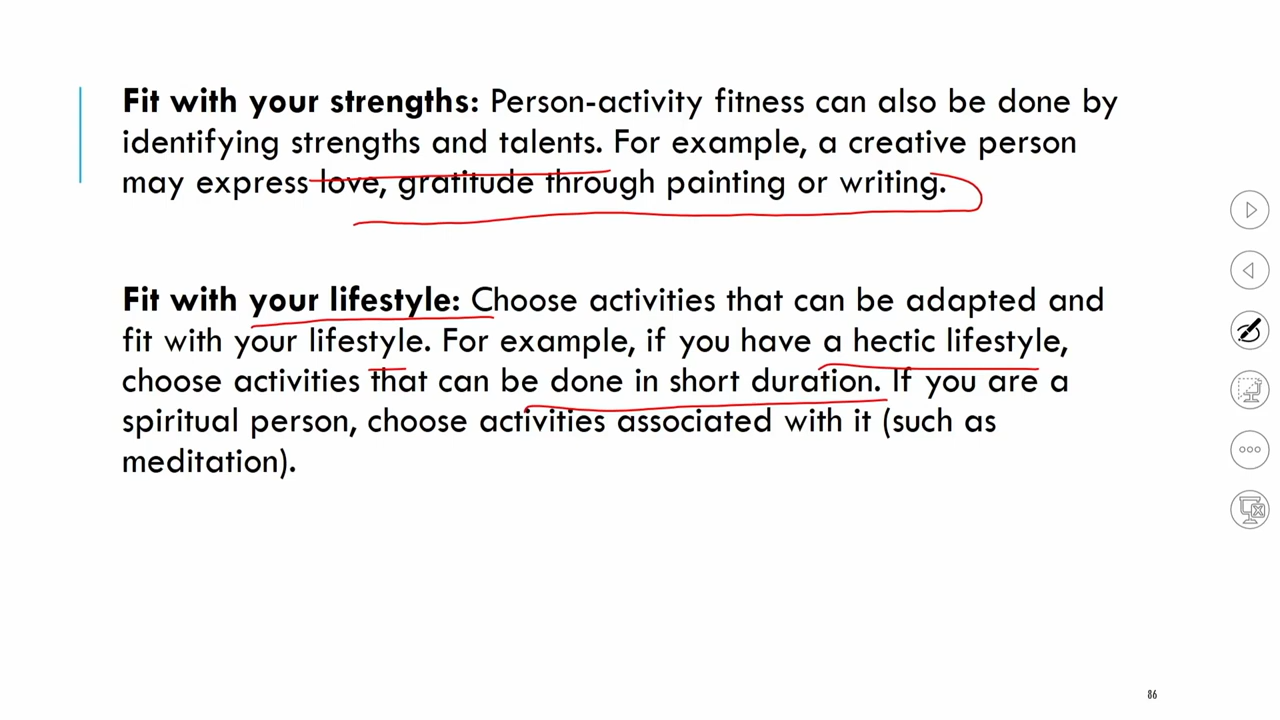 Fit with your strengths: Person-activity fitness can also be done by
identifying strengths and talents. For example, a creative person
may express love, gratitude through painting or writing.
Fit with your lifestyle: Choose activities that can be adapted and
fit with your lifestyle. For example, if you have a hectic lifestyle,
choose activities that can be done in short duration. If you are a
spiritual person, choose activities associated with it (such as
meditation).
86